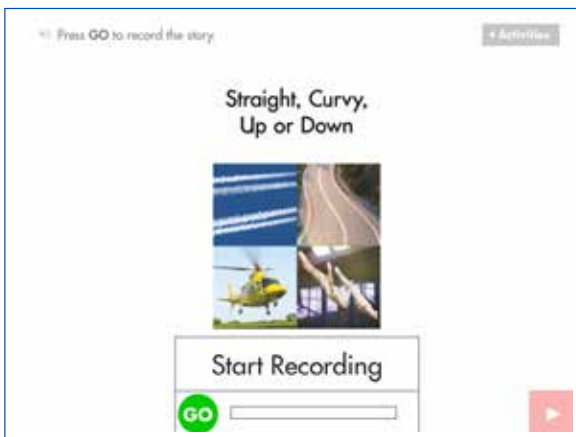 Press GO to record the story
Activities
Straight, Curvy,
Up or Down
Start Recording
GO